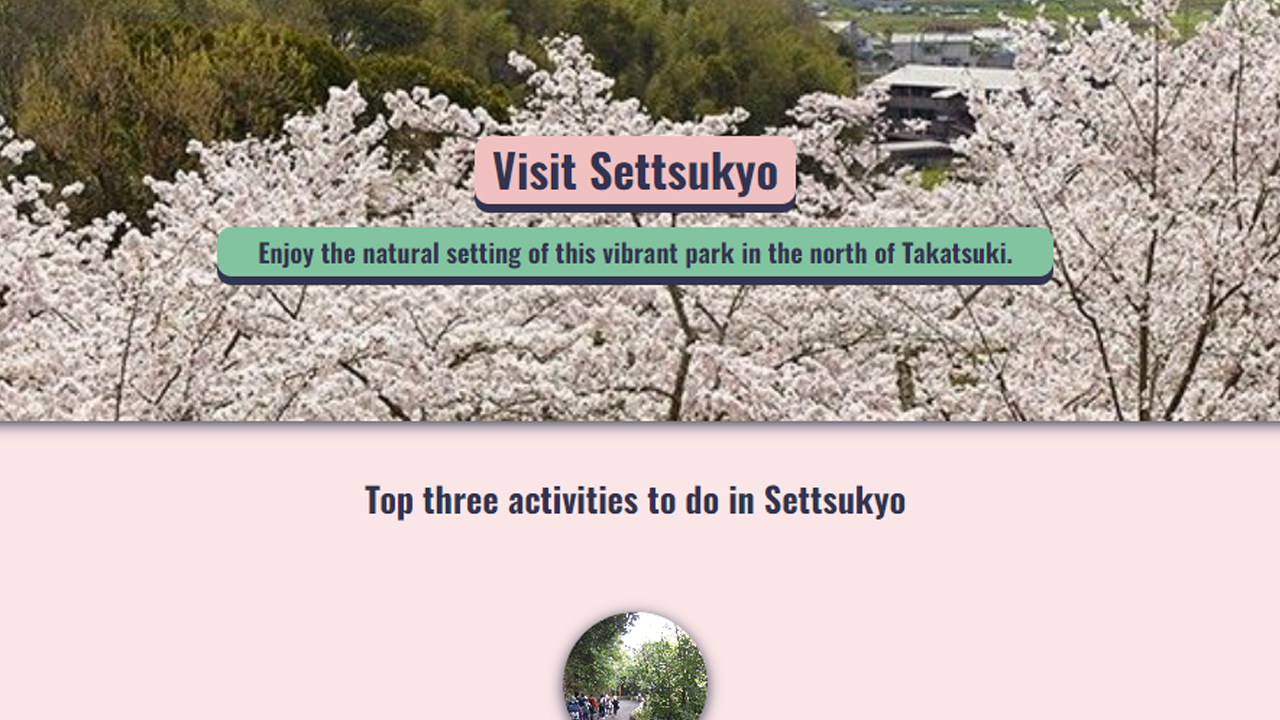 Visit Settsukyo
Enjoy the natural setting of this vibrant park in the north of Takatsuki.
Top three activities to do in Settsukyo